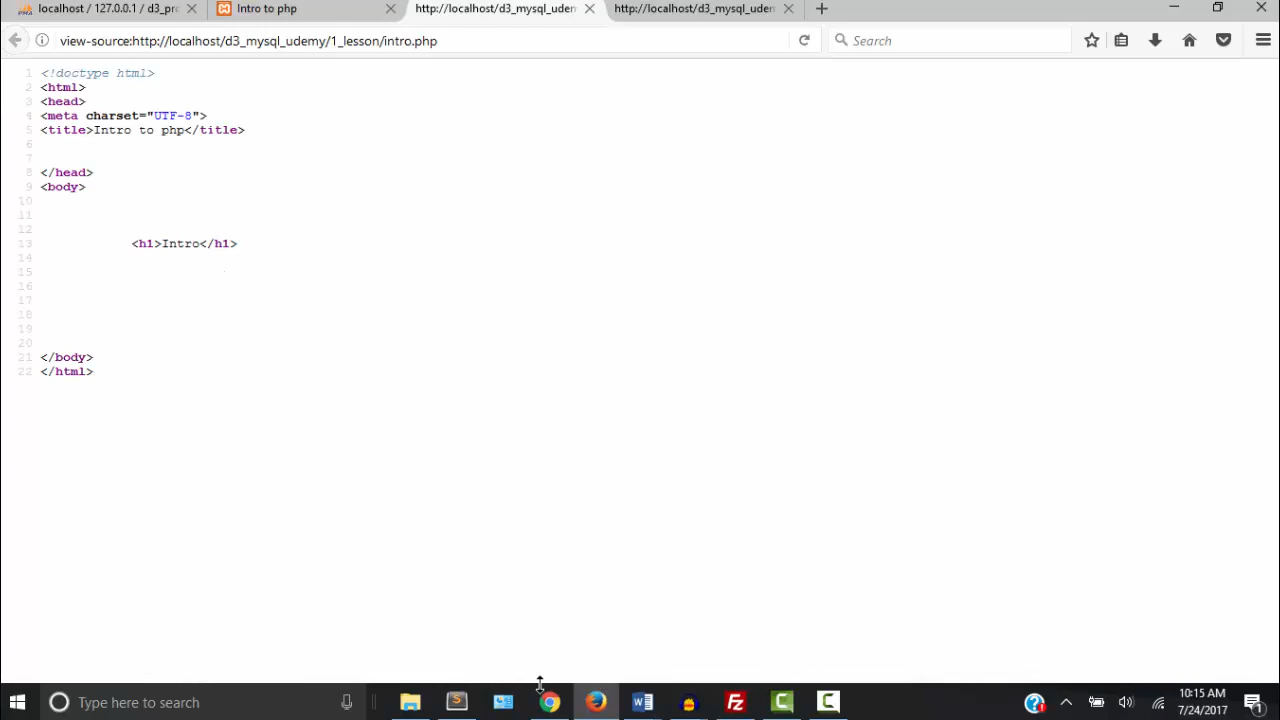 localhost / 127.0.0.1 / d3_pro
Intro to php
http://localhost/d3_mysql_udem
http://localhost/d3_mysql_udem
view-source:http://localhost/d3_mysql_udemy/1_lesson/intro.php
Search
1 <!doctype html>
2 <html>
3 <head>
4 <meta charset="UTF-8">
5 <title>Intro to php</title>
6
7
8 </head>
9 <body>
10
11
12
13 <h1>Intro</h1>
14
15
16
17
18
19
20
21 </body>
22 </html>
Type here to search
10:15 AM
7/24/2017